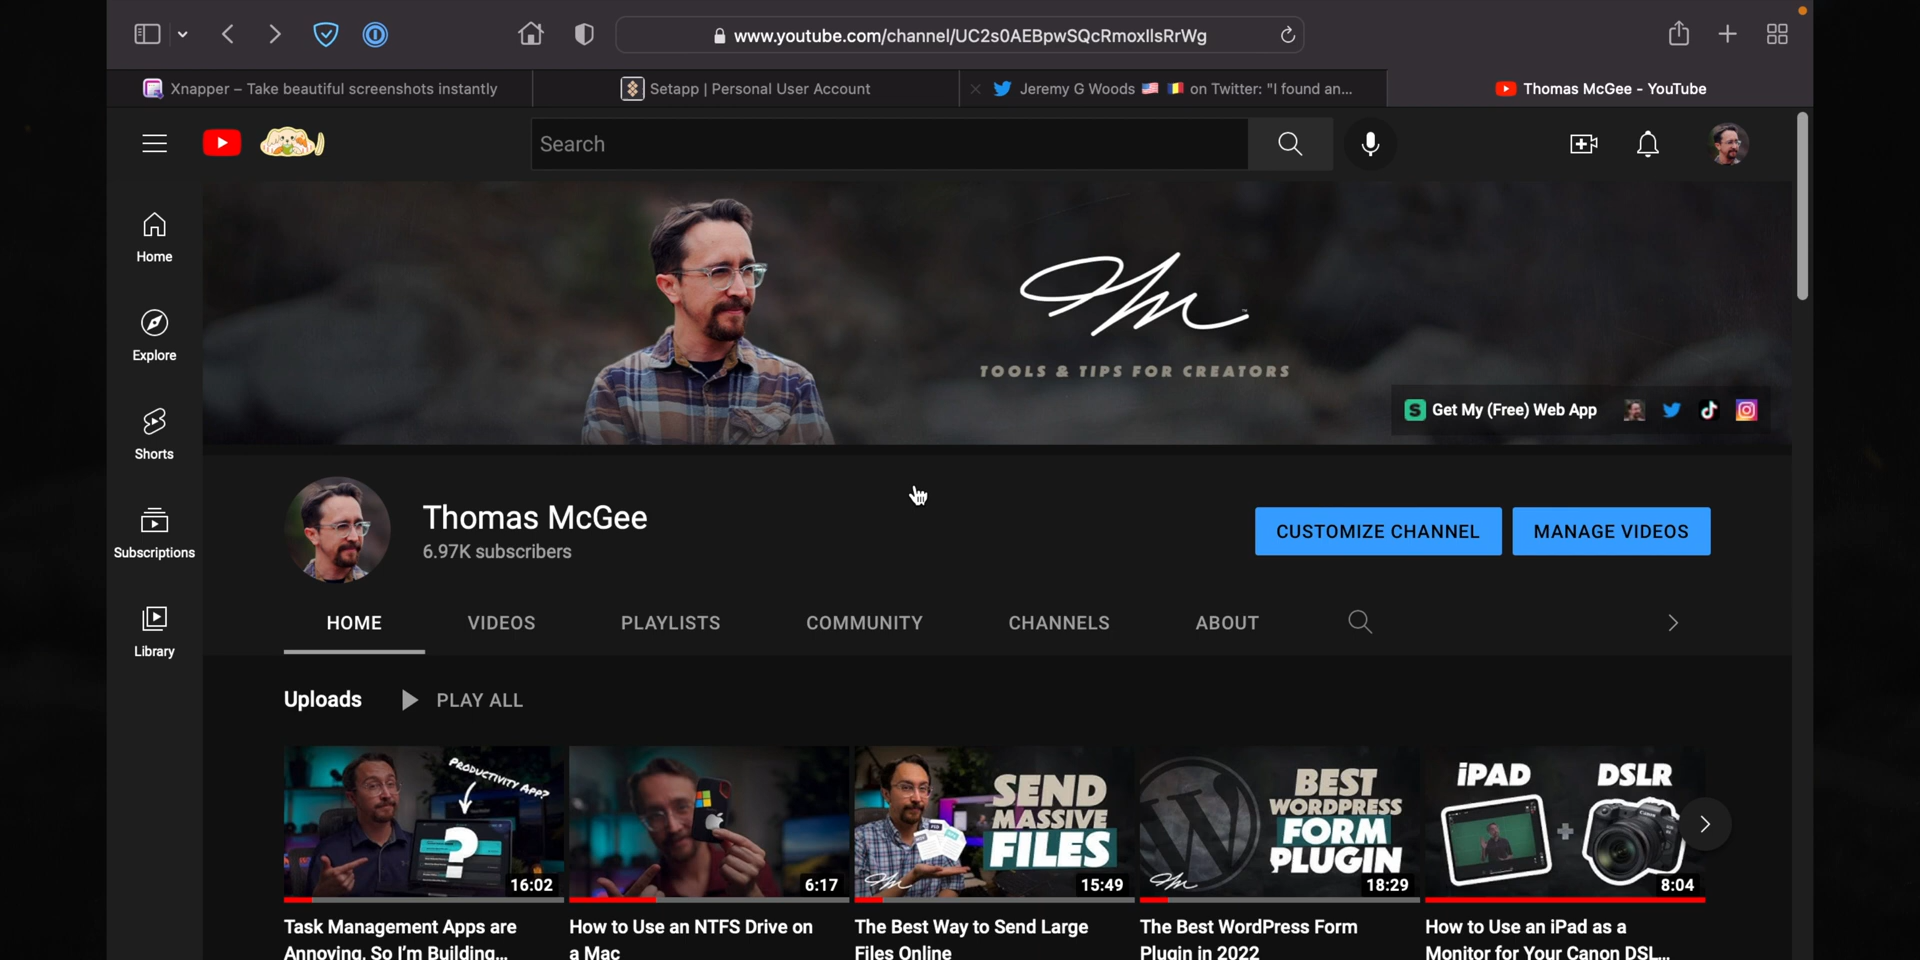 www.youtube.com/channel/UC2s0AEBpwSQcRmoxllsRrWg
Xnapper – Take beautiful screenshots instantly
Setapp | Personal User Account
Jeremy G Woods 🇺🇸 🇷🇴 on Twitter: "I found an...
Thomas McGee - YouTube
Search
Home
Explore
Shorts
Subscriptions
Library
TOOLS & TIPS FOR CREATORS
Get My (Free) Web App
Thomas McGee
6.97K subscribers
CUSTOMIZE CHANNEL
MANAGE VIDEOS
HOME
VIDEOS
PLAYLISTS
COMMUNITY
CHANNELS
ABOUT
Uploads
PLAY ALL
PRODUCTIVITY APP?
?
16:02
6:17
SEND
MASSIVE
FILES
15:49
BEST
WORDPRESS
FORM
PLUGIN
18:29
iPAD
DSLR
+
8:04
Task Management Apps are
Annoying. So I'm Building...
How to Use an NTFS Drive on
a Mac
The Best Way to Send Large
Files Online
The Best WordPress Form
Plugin in 2022
How to Use an iPad as a
Monitor for Your Canon DSL...